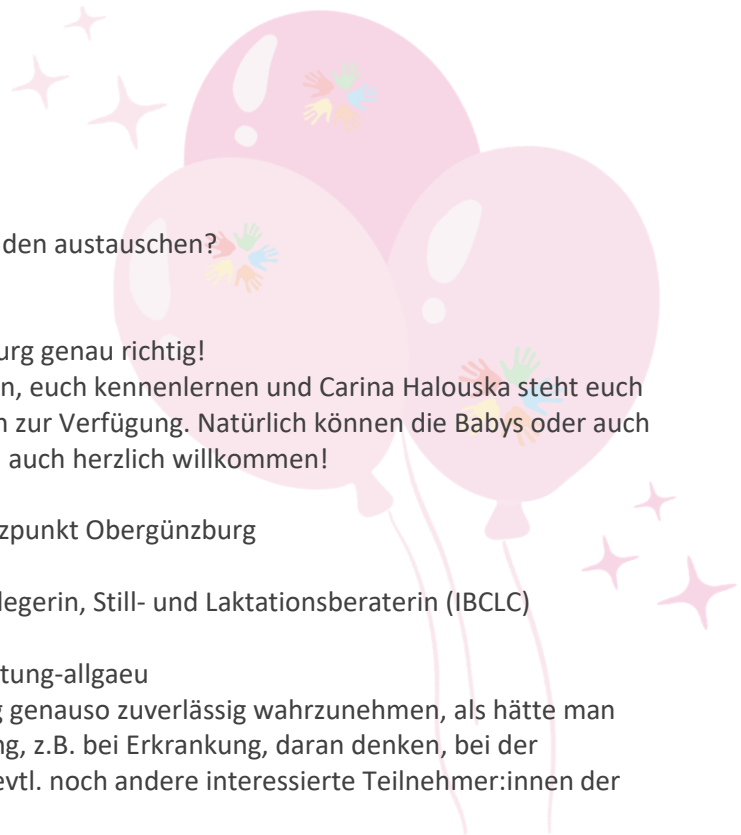 den austauschen?
urg genau richtig!
n, euch kennenlernen und Carina Halouska steht euch
n zur Verfügung. Natürlich können die Babys oder auch
auch herzlich willkommen!
zpunkt Obergünzburg
legerin, Still- und Laktationsberaterin (IBCLC)
tung-allgaeu
g genauso zuverlässig wahrzunehmen, als hätte man
ng, z.B. bei Erkrankung, daran denken, bei der
evtl. noch andere interessierte Teilnehmer:innen der